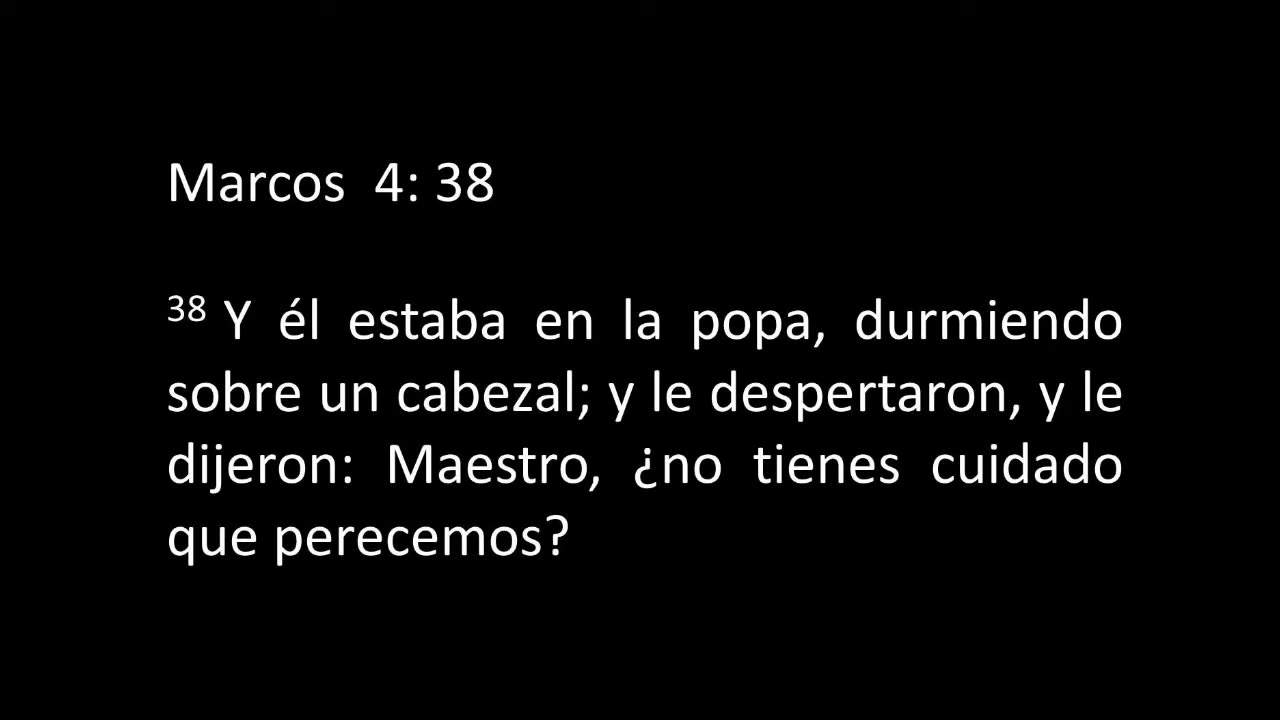 Marcos 4: 38
38 Y él estaba en la popa, durmiendo
sobre un cabezal; y le despertaron, y le
dijeron: Maestro, ¿no tienes cuidado
que perecemos?